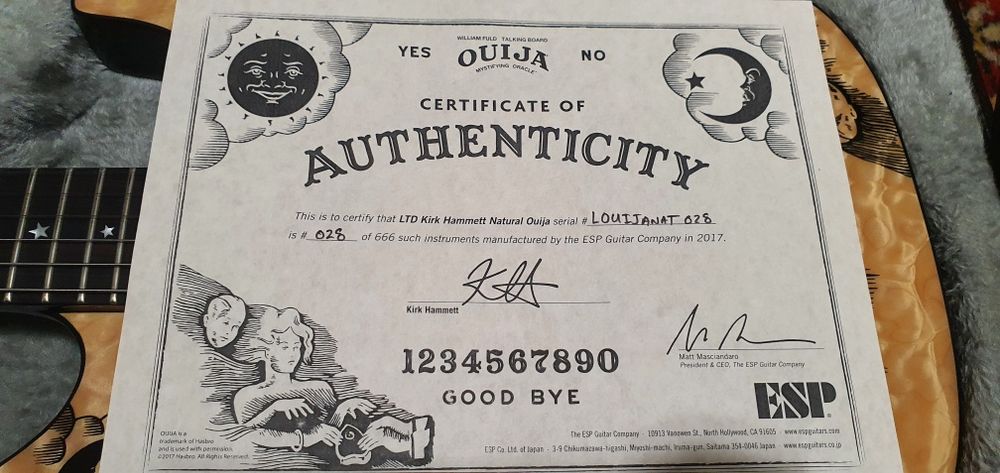 WILLIAM FULD TALKING BOARD
YES OUIJA NO
MYSTIFYING ORACLE
CERTIFICATE OF
AUTHENTICITY
This is to certify that LTD Kirk Hammett Natural Ouija serial # LOUIJANAT 028
is # 028 of 666 such instruments manufactured by the ESP Guitar Company in 2017.
Kirk Hammett
Matt Masciandaro
President & CEO, The ESP Guitar Company
1234567890
GOOD BYE
ESP
OUIJA is a
trademark of Hasbro
and is used with permission.
©2017 Hasbro. All Rights Reserved.
The ESP Guitar Company · 10913 Vanowen St., North Hollywood, CA 91605 · www.espguitars.com
ESP Co. Ltd. of Japan · 3-9 Chikumazawa-higashi, Miyoshi-machi, Iruma-gun, Saitama 354-0046 Japan · www.espguitars.co.jp